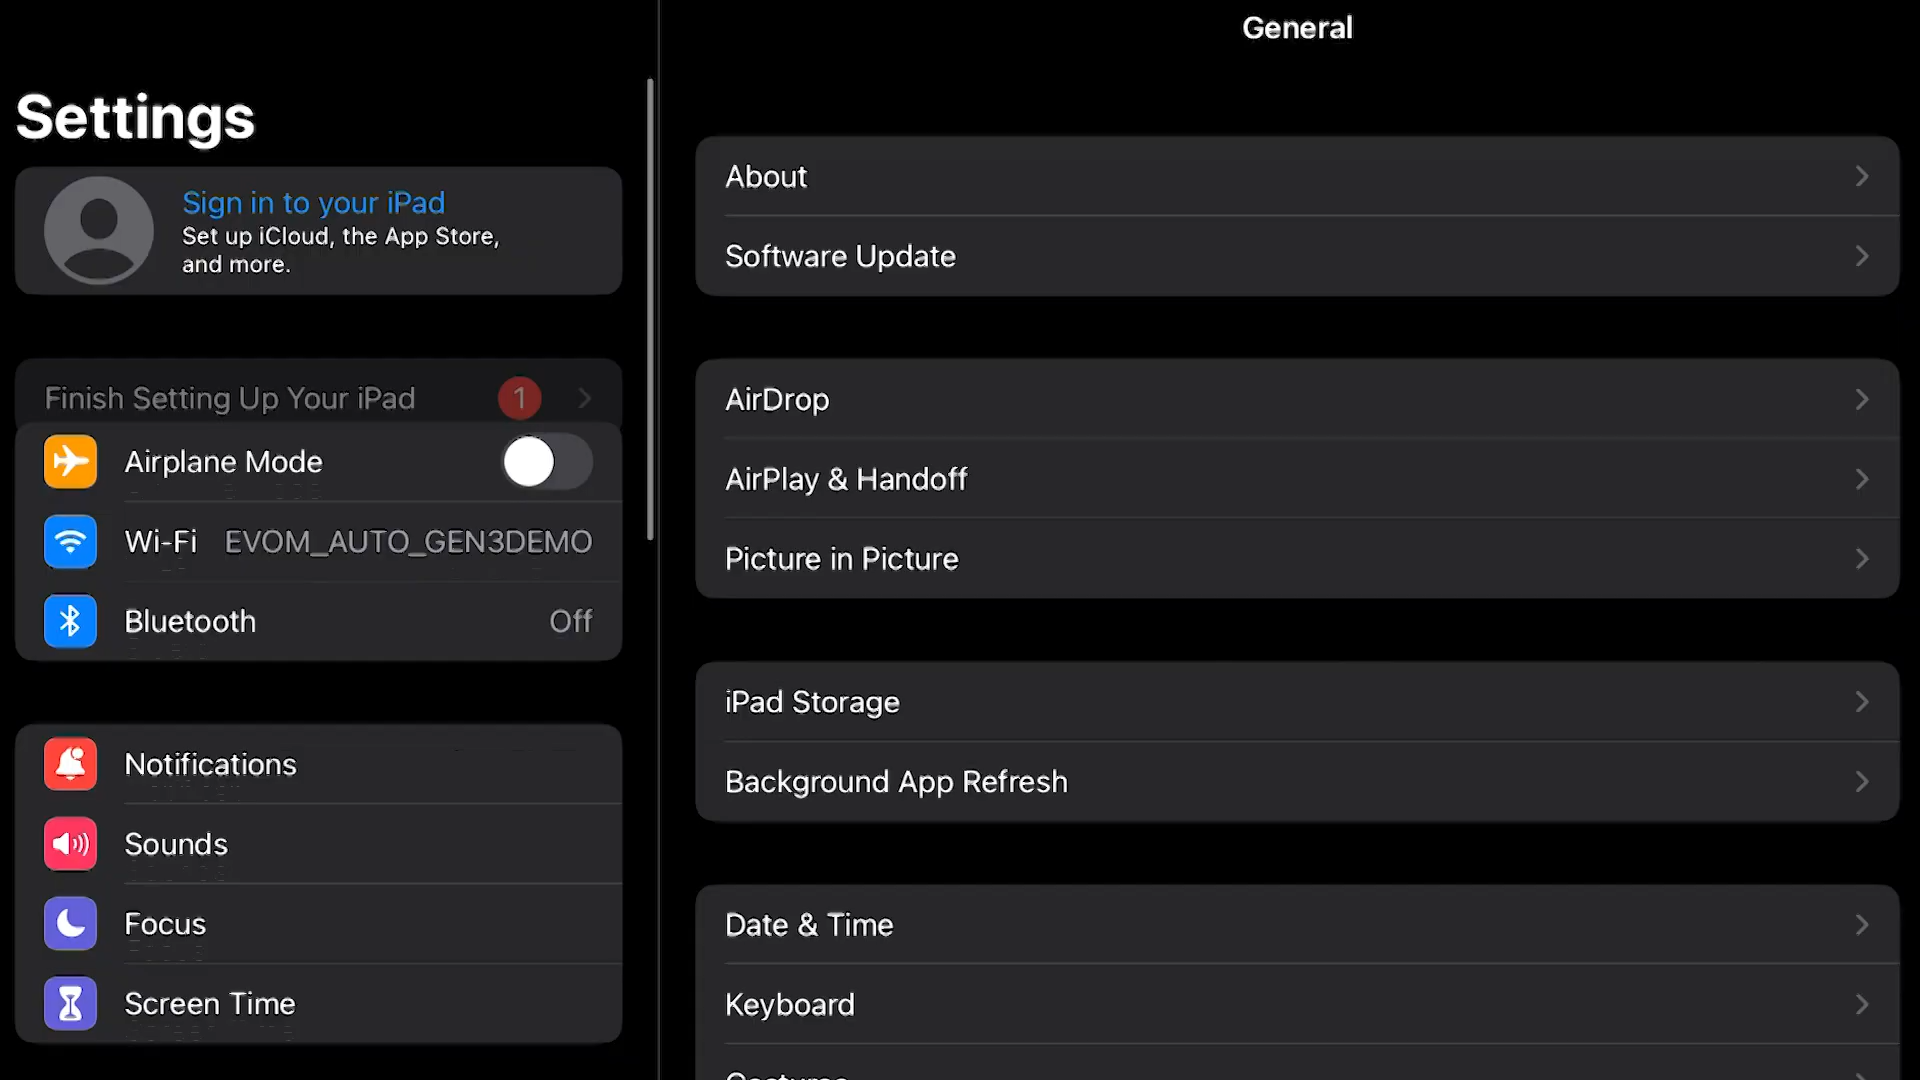 Settings
Sign in to your iPad
Set up iCloud, the App Store,
and more.
Finish Setting Up Your iPad 1
Airplane Mode
Wi-Fi EVOM_AUTO_GEN3DEMO
Bluetooth Off
Notifications
Sounds
Focus
Screen Time
General
About
Software Update
AirDrop
AirPlay & Handoff
Picture in Picture
iPad Storage
Background App Refresh
Date & Time
Keyboard